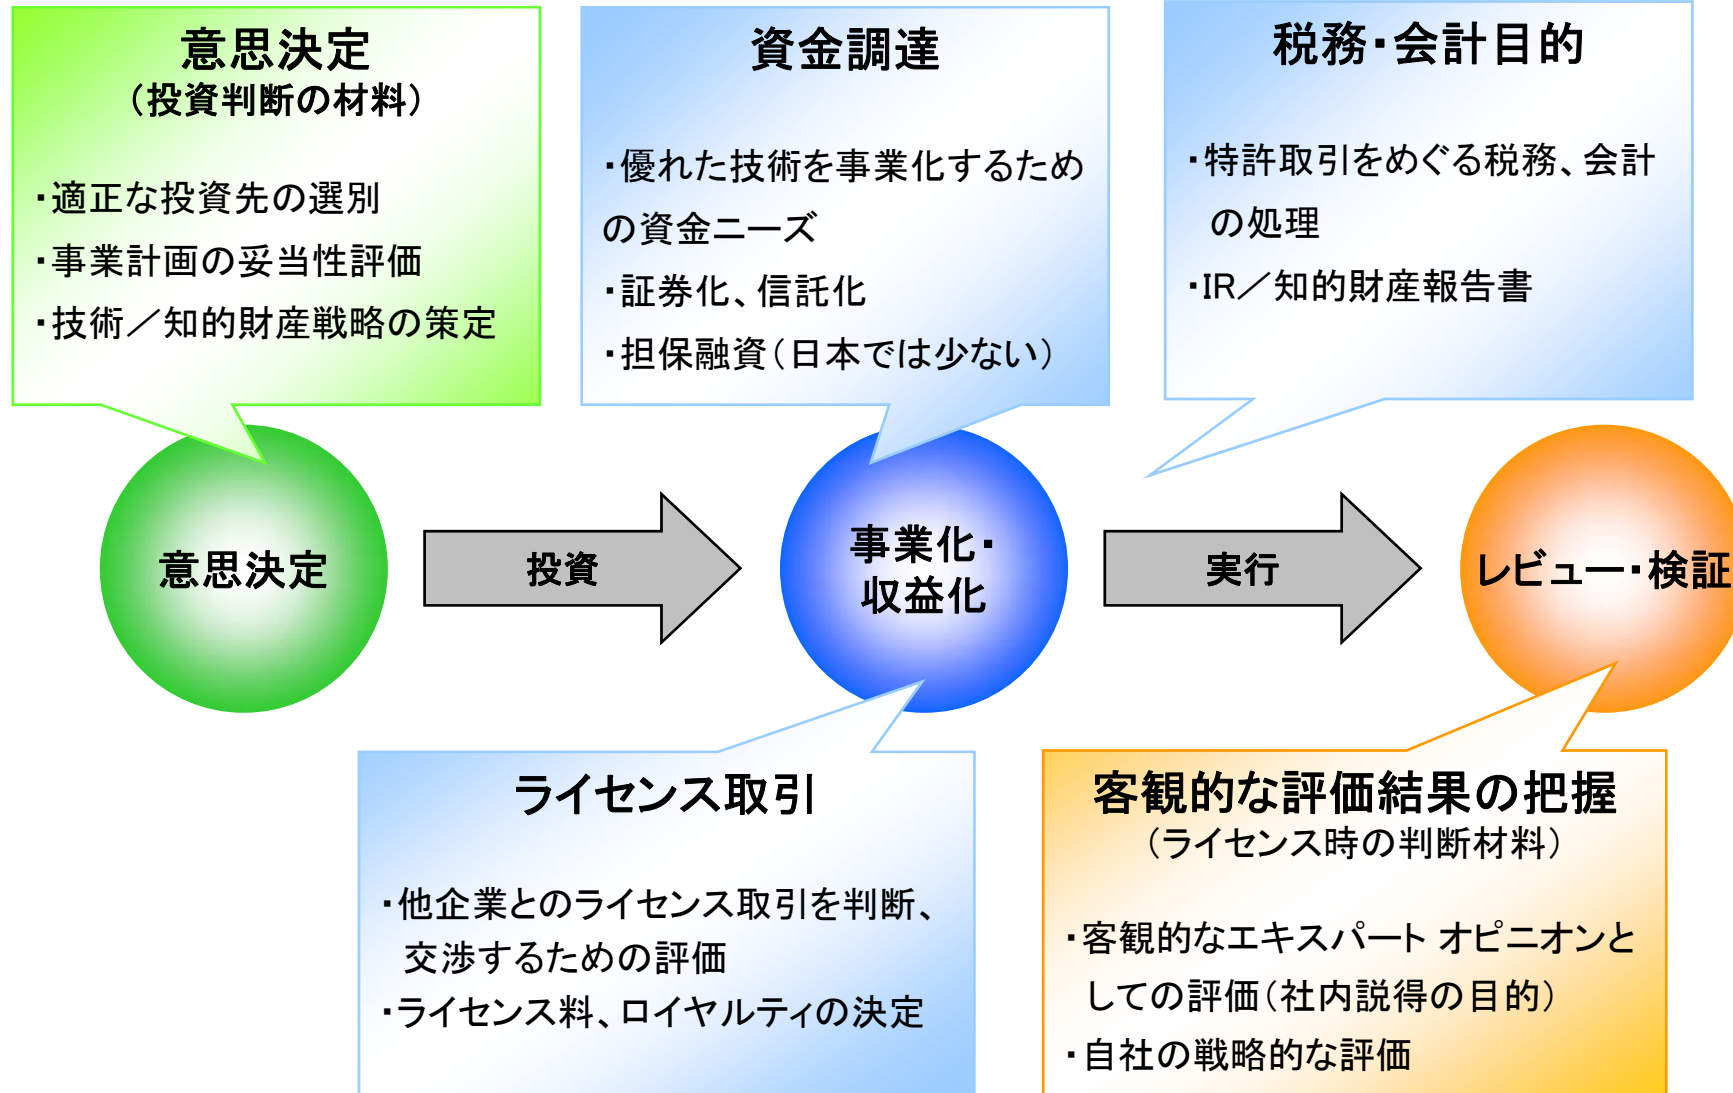 意思決定
（投資判断の材料）
・適正な投資先の選別
・事業計画の妥当性評価
・技術／知的財産戦略の策定
資金調達
・優れた技術を事業化するため
の資金ニーズ
・証券化、信託化
・担保融資（日本では少ない）
税務・会計目的
・特許取引をめぐる税務、会計
の処理
・IR／知的財産報告書
意思決定
投資
事業化・
収益化
実行
レビュー・検証
ライセンス取引
・他企業とのライセンス取引を判断、
交渉するための評価
・ライセンス料、ロイヤルティの決定
客観的な評価結果の把握
（ライセンス時の判断材料）
・客観的なエキスパート オピニオンと
しての評価（社内説得の目的）
・自社の戦略的な評価